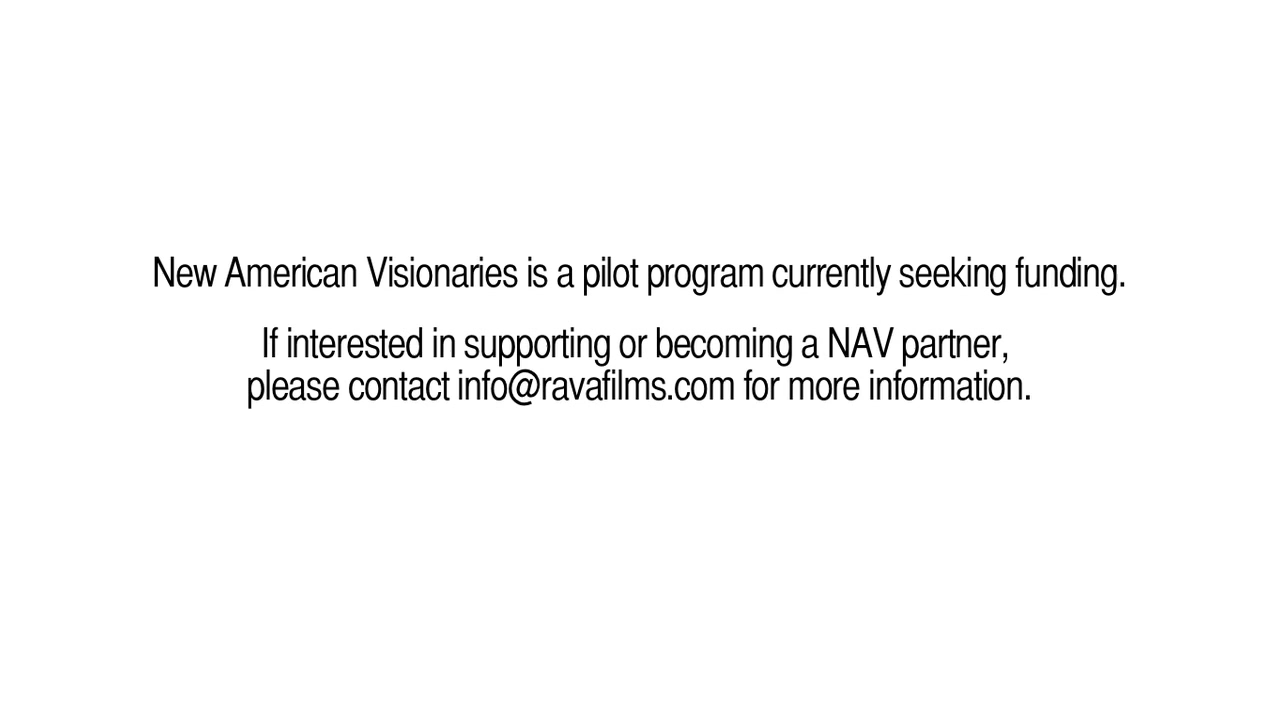 New American Visionaries is a pilot program currently seeking funding.
If interested in supporting or becoming a NAV partner,
please contact info@ravafilms.com for more information.